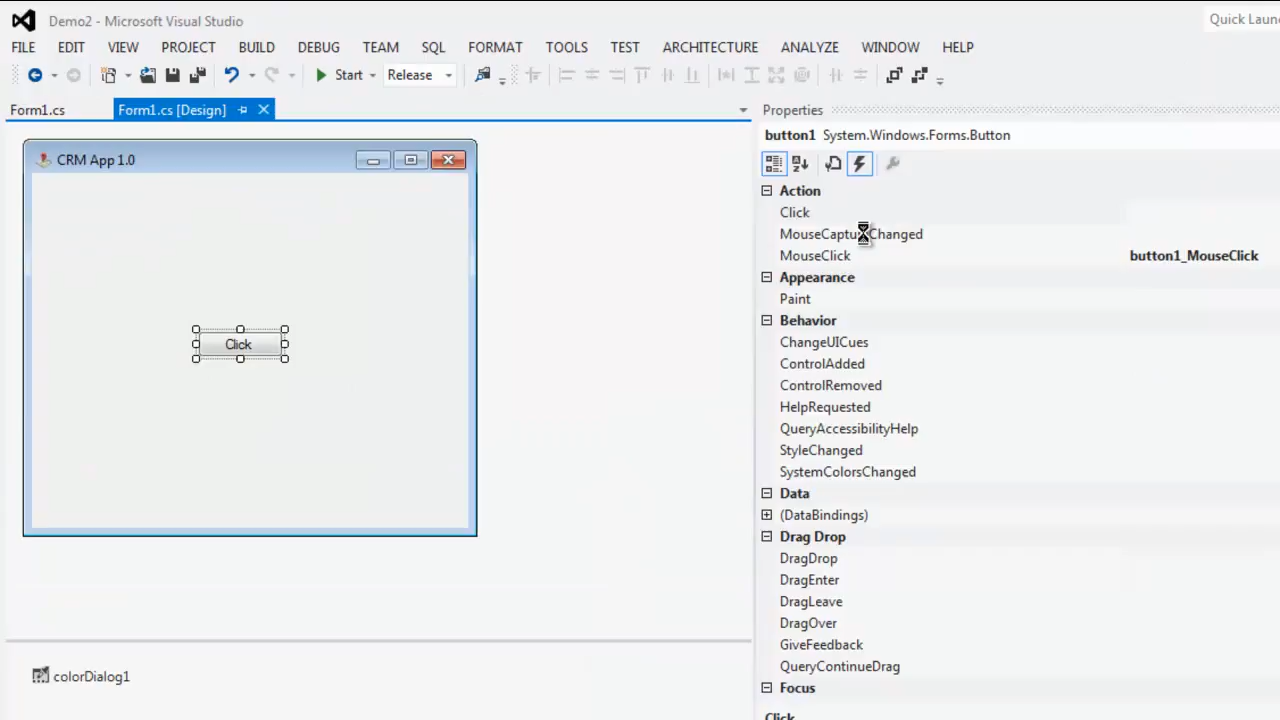 Demo2 - Microsoft Visual Studio
Quick Laun
FILE EDIT VIEW PROJECT BUILD DEBUG TEAM SQL FORMAT TOOLS TEST ARCHITECTURE ANALYZE WINDOW HELP
Start Release
Form1.cs Form1.cs [Design]
Properties
button1 System.Windows.Forms.Button
CRM App 1.0
Click
colorDialog1
Action
Click
MouseCaptureChanged
MouseClick button1_MouseClick
Appearance
Paint
Behavior
ChangeUICues
ControlAdded
ControlRemoved
HelpRequested
QueryAccessibilityHelp
StyleChanged
SystemColorsChanged
Data
(DataBindings)
Drag Drop
DragDrop
DragEnter
DragLeave
DragOver
GiveFeedback
QueryContinueDrag
Focus
Click